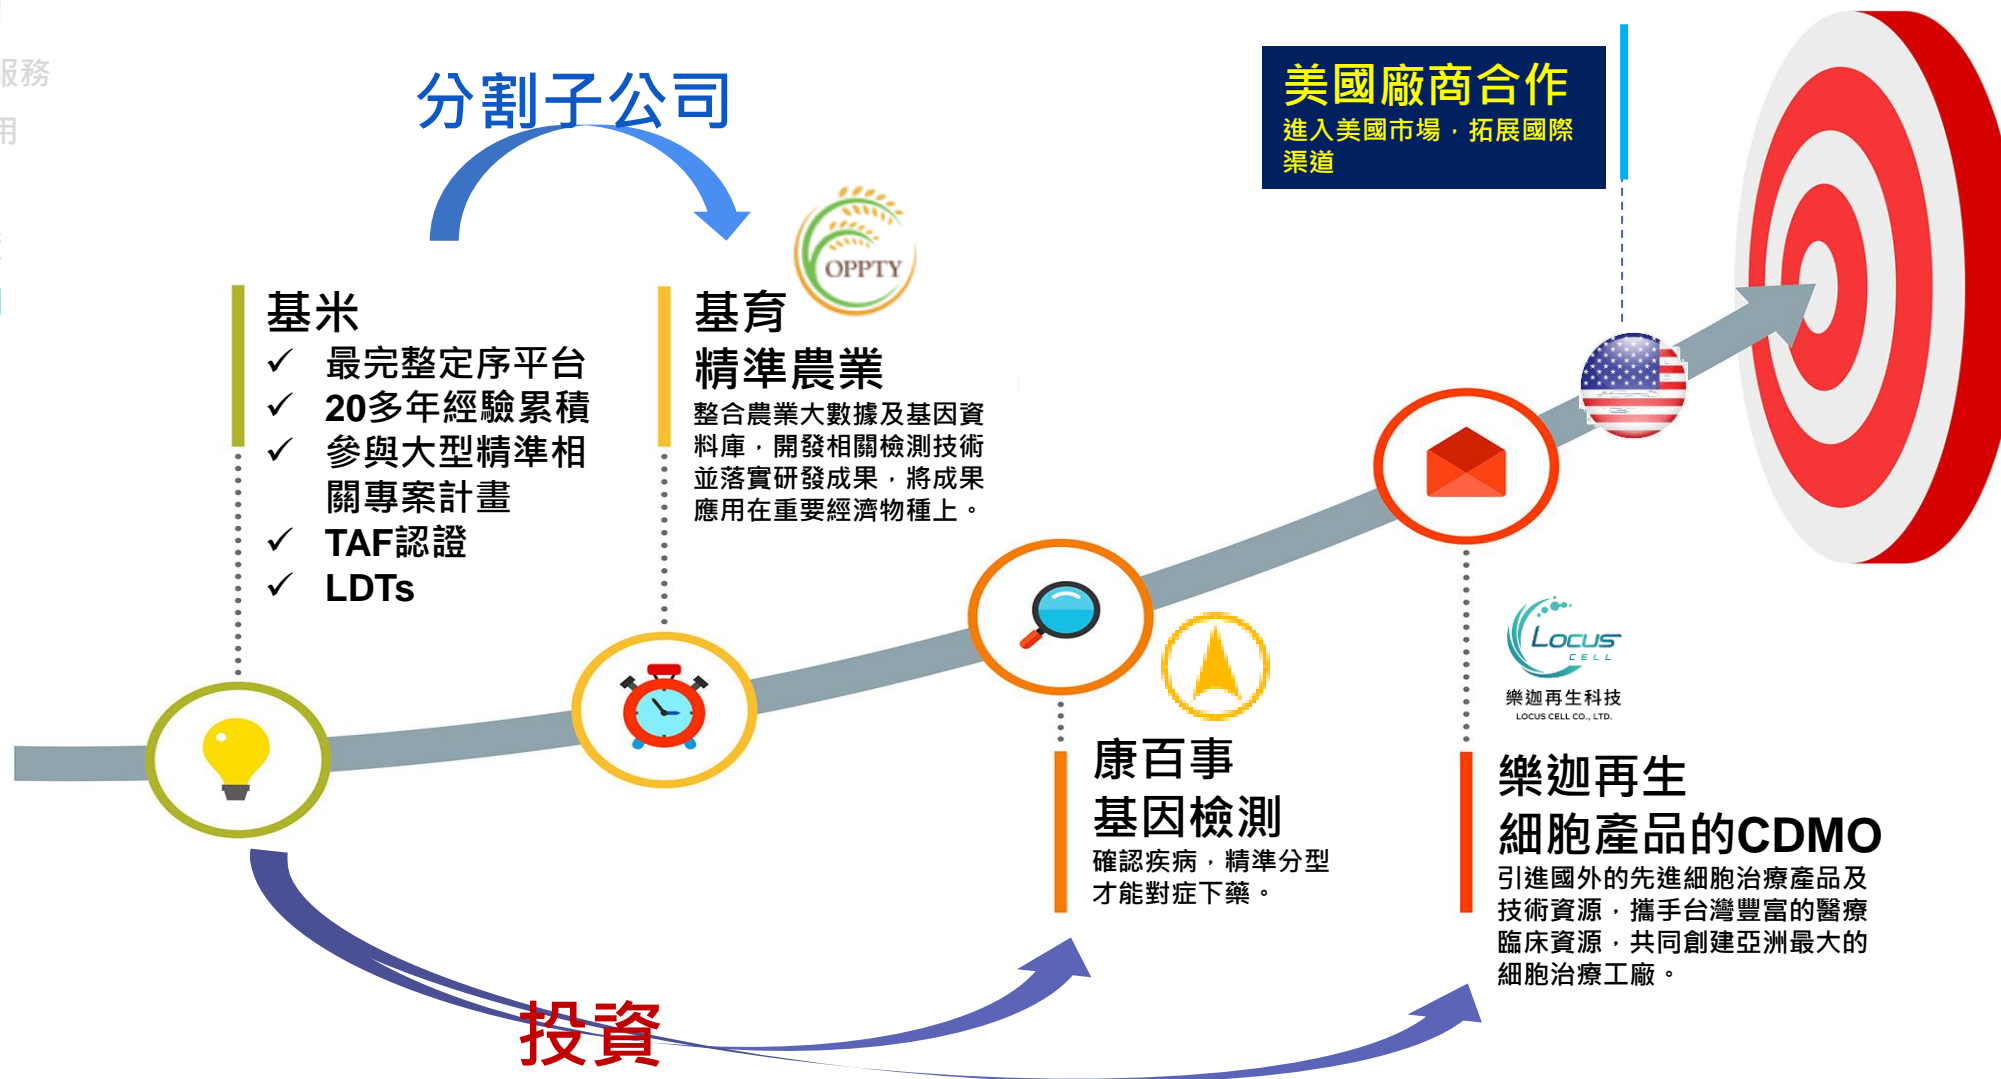 服務
用
分割子公司
美國廠商合作
進入美國市場，拓展國際
渠道
OPPTY
基米
✓ 最完整定序平台
✓ 20多年經驗累積
✓ 參與大型精準相
關專案計畫
✓ TAF認證
✓ LDTs
基育
精準農業
整合農業大數據及基因資
料庫，開發相關檢測技術
並落實研發成果，將成果
應用在重要經濟物種上。
康百事
基因檢測
確認疾病，精準分型
才能對症下藥。
LOCUS
CELL
樂迦再生科技
LOCUS CELL CO., LTD.
樂迦再生
細胞產品的CDMO
引進國外的先進細胞治療產品及
技術資源，攜手台灣豐富的醫療
臨床資源，共同創建亞洲最大的
細胞治療工廠。
投資